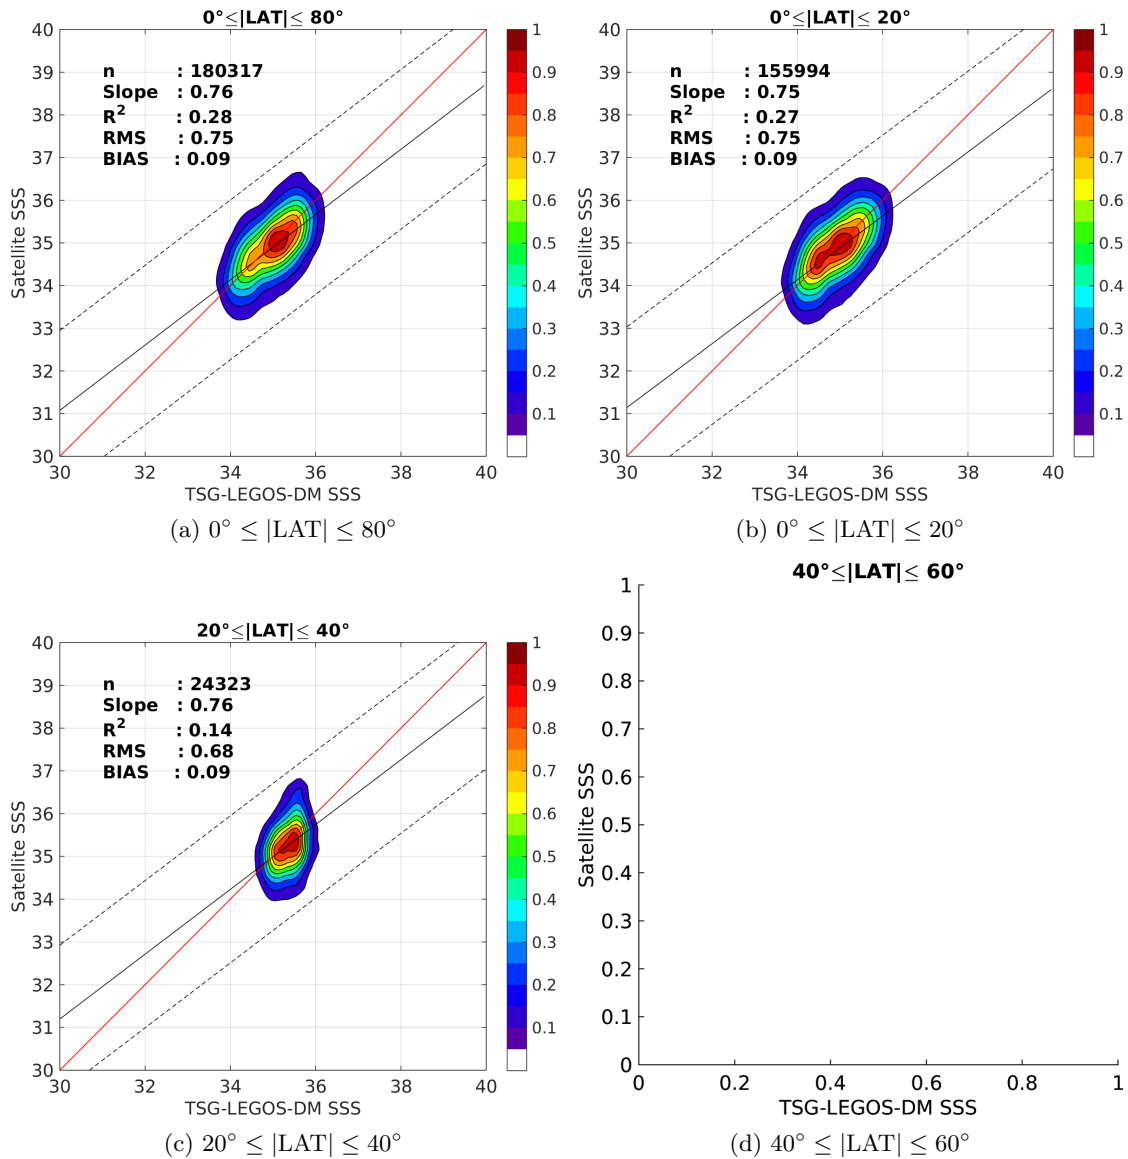 0°≤|LAT|≤ 80°
n : 180317
Slope : 0.76
R² : 0.28
RMS : 0.75
BIAS : 0.09
40
39
38
37
36
35
34
33
32
31
30
30 32 34 36 38 40
Satellite SSS
TSG-LEGOS-DM SSS
1
0.9
0.8
0.7
0.6
0.5
0.4
0.3
0.2
0.1
(a) 0° ≤ |LAT| ≤ 80°
0°≤|LAT|≤ 20°
n : 155994
Slope : 0.75
R² : 0.27
RMS : 0.75
BIAS : 0.09
40
39
38
37
36
35
34
33
32
31
30
30 32 34 36 38 40
Satellite SSS
TSG-LEGOS-DM SSS
1
0.9
0.8
0.7
0.6
0.5
0.4
0.3
0.2
0.1
(b) 0° ≤ |LAT| ≤ 20°
20°≤|LAT|≤ 40°
n : 24323
Slope : 0.76
R² : 0.14
RMS : 0.68
BIAS : 0.09
40
39
38
37
36
35
34
33
32
31
30
30 32 34 36 38 40
Satellite SSS
TSG-LEGOS-DM SSS
1
0.9
0.8
0.7
0.6
0.5
0.4
0.3
0.2
0.1
(c) 20° ≤ |LAT| ≤ 40°
40°≤|LAT|≤ 60°
1
0.9
0.8
0.7
0.6
0.5
0.4
0.3
0.2
0.1
0
0 0.2 0.4 0.6 0.8 1
Satellite SSS
TSG-LEGOS-DM SSS
(d) 40° ≤ |LAT| ≤ 60°